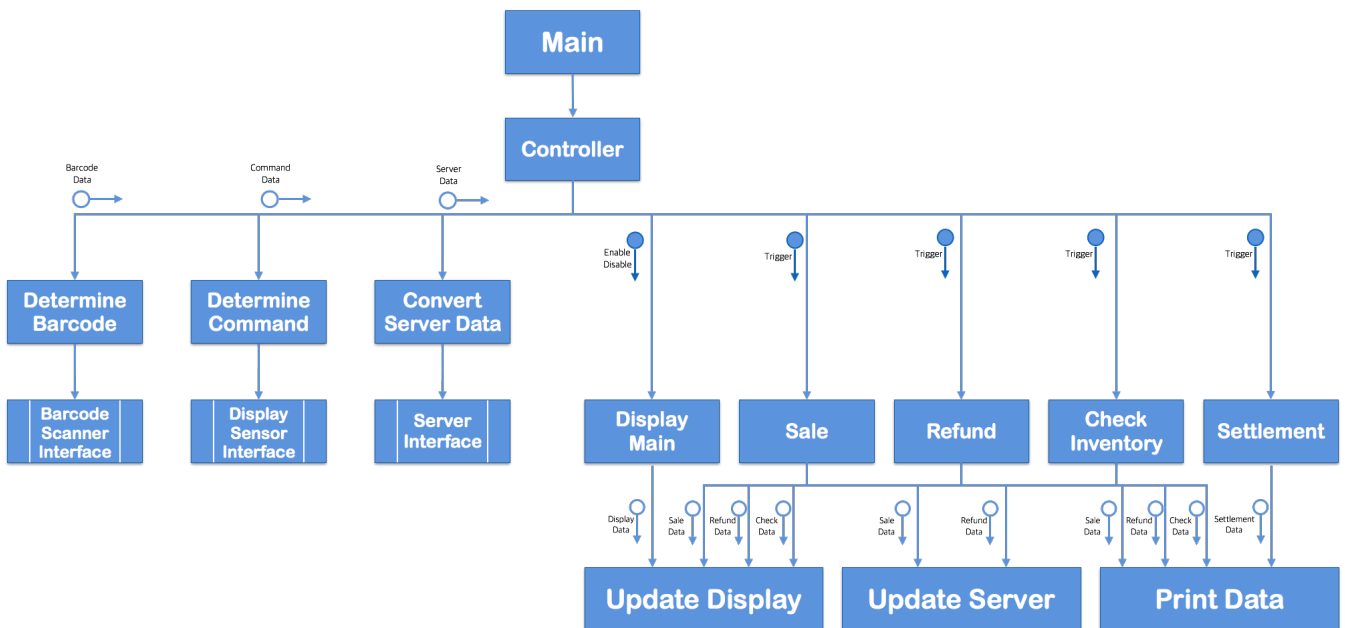 Main
Controller
Barcode
Data
Command
Data
Server
Data
Enable
Disable
Trigger
Trigger
Trigger
Trigger
Determine
Barcode
Determine
Command
Convert
Server Data
Barcode
Scanner
Interface
Display
Sensor
Interface
Server
Interface
Display
Main
Sale
Refund
Check
Inventory
Settlement
Display
Data
Sale
Data
Refund
Data
Check
Data
Sale
Data
Refund
Data
Sale
Data
Refund
Data
Check
Data
Settlement
Data
Update Display
Update Server
Print Data